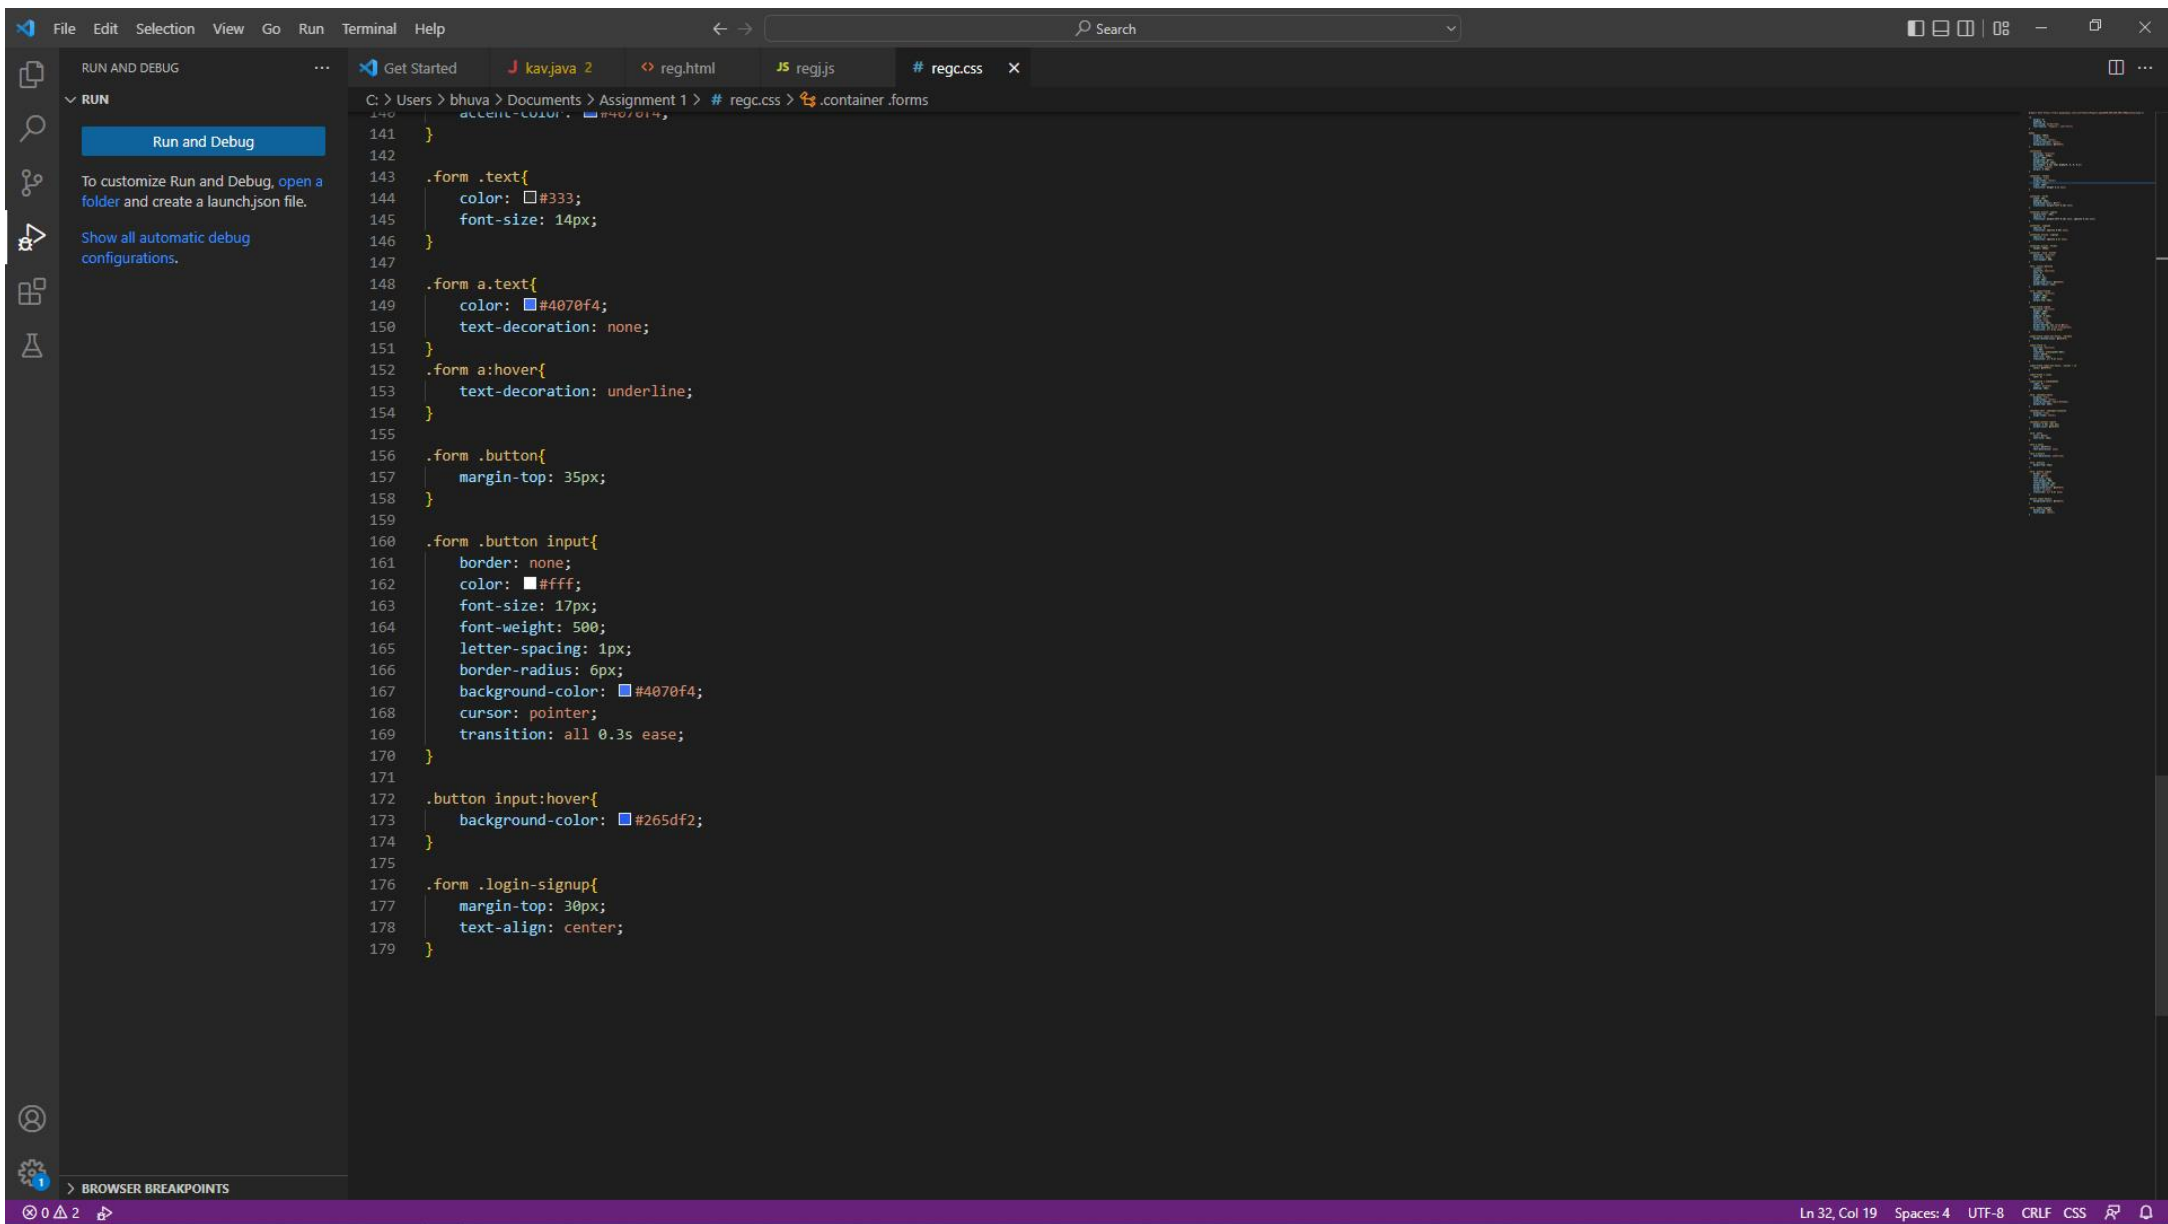 File Edit Selection View Go Run Terminal Help
Search
RUN AND DEBUG ···
Get Started
kav.java 2
reg.html
JS regj.js
# regc.css
RUN
C: > Users > bhuva > Documents > Assignment 1 > # regc.css > .container .forms
Run and Debug
To customize Run and Debug, open a
folder and create a launch.json file.
Show all automatic debug
configurations.
140 accent-color: #4070f4;
141 }
142
143 .form .text{
144 color: #333;
145 font-size: 14px;
146 }
147
148 .form a.text{
149 color: #4070f4;
150 text-decoration: none;
151 }
152 .form a:hover{
153 text-decoration: underline;
154 }
155
156 .form .button{
157 margin-top: 35px;
158 }
159
160 .form .button input{
161 border: none;
162 color: #fff;
163 font-size: 17px;
164 font-weight: 500;
165 letter-spacing: 1px;
166 border-radius: 6px;
167 background-color: #4070f4;
168 cursor: pointer;
169 transition: all 0.3s ease;
170 }
171
172 .button input:hover{
173 background-color: #265df2;
174 }
175
176 .form .login-signup{
177 margin-top: 30px;
178 text-align: center;
179 }
1
BROWSER BREAKPOINTS
0 2
Ln 32, Col 19 Spaces: 4 UTF-8 CRLF CSS